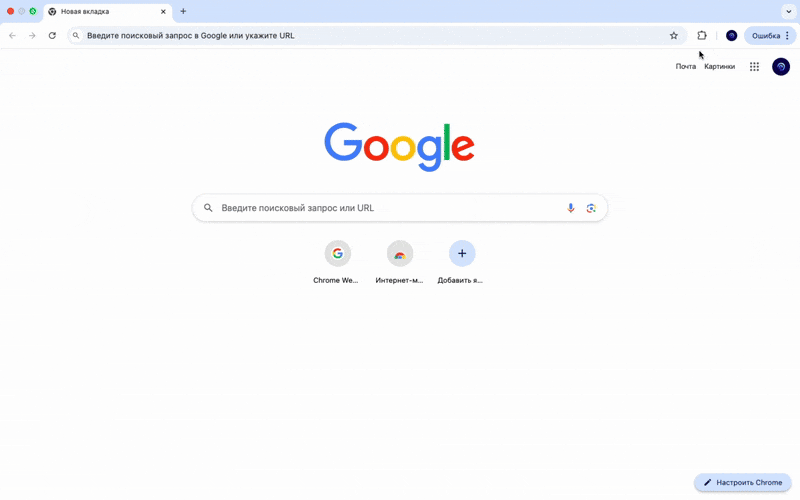 Новая вкладка
Введите поисковый запрос в Google или укажите URL
Ошибка
Почта
Картинки
Google
Введите поисковый запрос или URL
Chrome We...
Интернет-м...
Добавить я...
Настроить Chrome